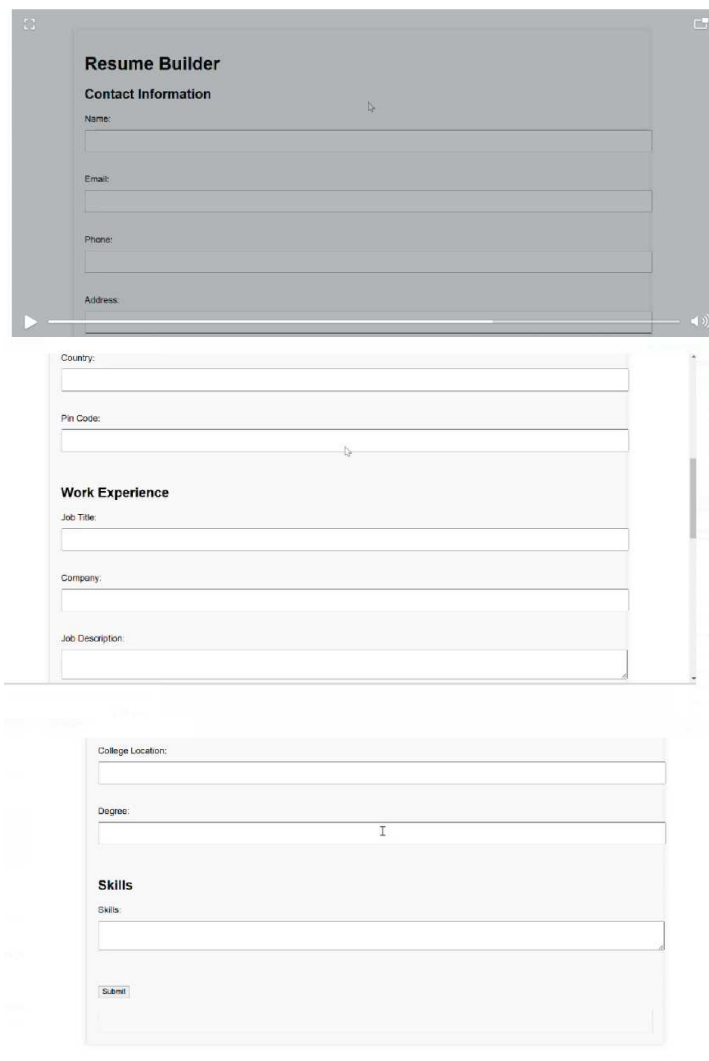 Resume Builder
Contact Information
Name:
Email:
Phone:
Address:
Country:
Pin Code:
Work Experience
Job Title:
Company:
Job Description:
College Location:
Degree:
Skills
Skills:
Submit